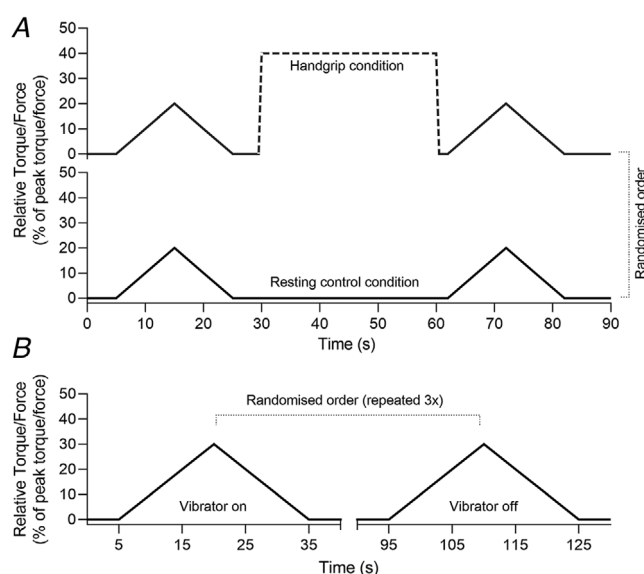 A
Relative Torque/Force
(% of peak torque/force)
50
40
30
20
10
0
Handgrip condition
50
40
30
20
10
0
Resting control condition
0 10 20 30 40 50 60 70 80 90
Time (s)
Randomised order
B
Relative Torque/Force
(% of peak torque/force)
50
40
30
20
10
0
Randomised order (repeated 3x)
Vibrator on
Vibrator off
5 15 25 35 95 105 115 125
Time (s)